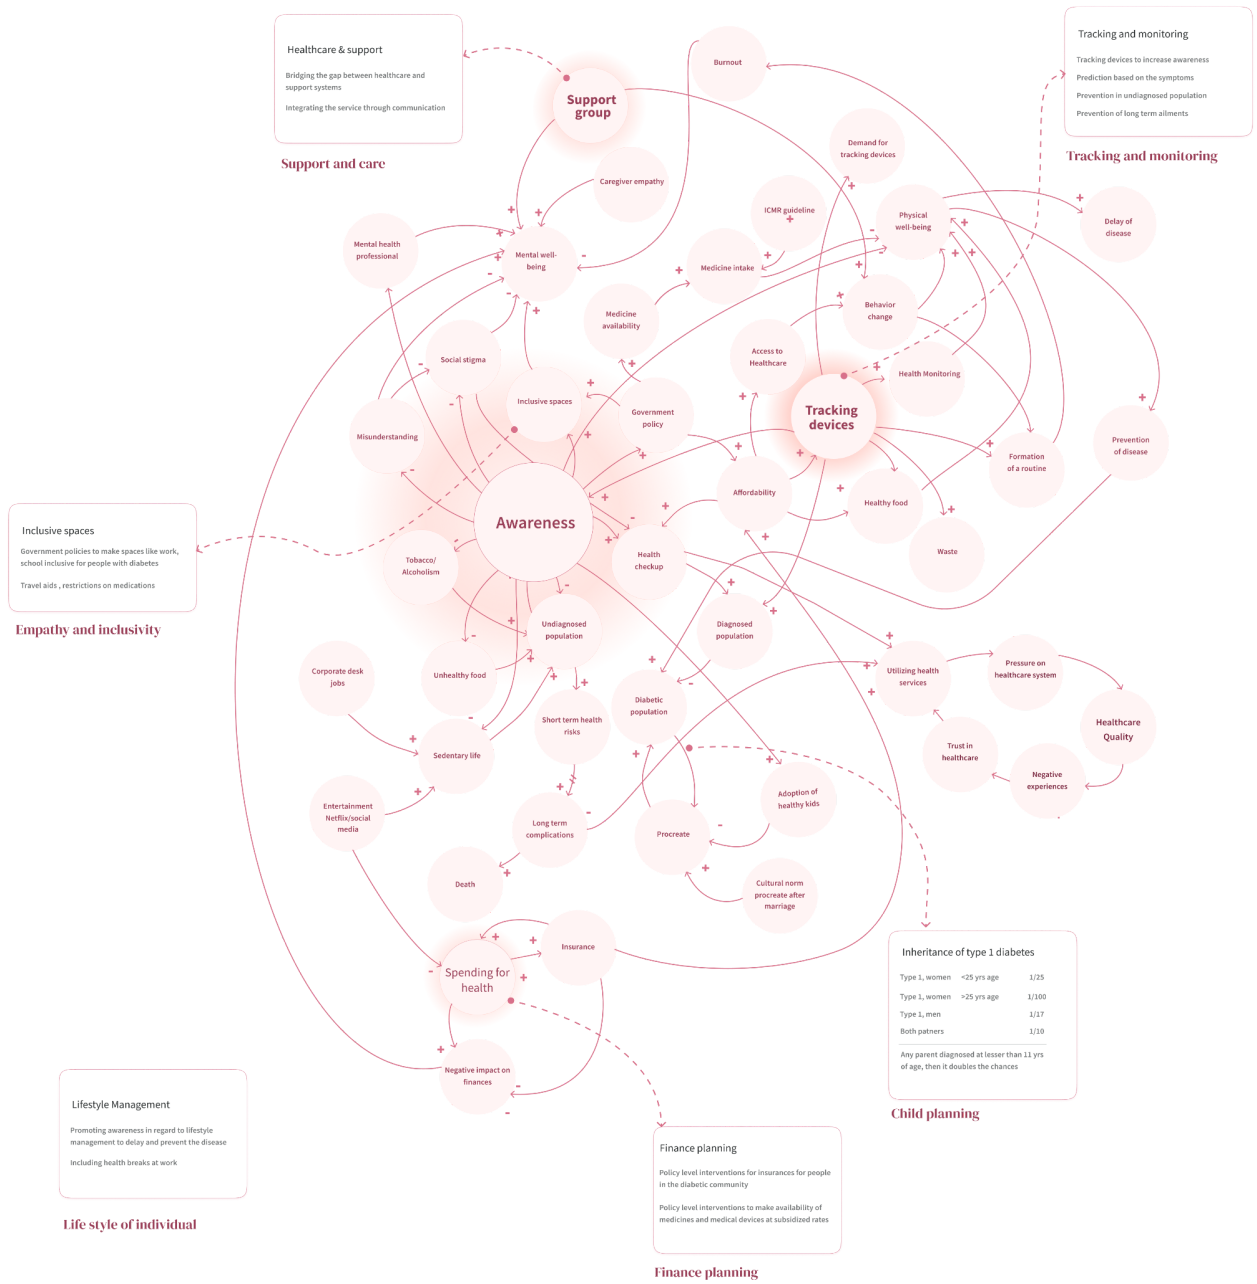 Healthcare & support
Bridging the gap between healthcare and
support systems
Integrating the service through communication
Support and care
Tracking and monitoring
Tracking devices to increase awareness
Prediction based on the symptoms
Prevention in undiagnosed population
Prevention of long term ailments
Tracking and monitoring
Burnout
Support
group
Demand for
tracking devices
Caregiver empathy
ICMR guideline
Physical
well-being
Delay of
disease
Mental health
professional
Mental well-
being
Medicine intake
Medicine
availability
Behavior
change
Social stigma
Access to
Healthcare
Health Monitoring
Inclusive spaces
Government
policy
Tracking
devices
Misunderstanding
Prevention
of disease
Formation
of a routine
Affordability
Healthy food
Awareness
Waste
Health
checkup
Tobacco/
Alcoholism
Inclusive spaces
Government policies to make spaces like work,
school inclusive for people with diabetes
Travel aids , restrictions on medications
Empathy and inclusivity
Undiagnosed
population
Diagnosed
population
Corporate desk
jobs
Unhealthy food
Utilizing health
services
Pressure on
healthcare system
Diabetic
population
Short term health
risks
Healthcare
Quality
Sedentary life
Trust in
healthcare
Negative
experiences
Adoption of
healthy kids
Entertainment
Netflix/social
media
Long term
complications
Procreate
Death
Cultural norm
procreate after
marriage
Insurance
Spending for
health
Negative impact on
finances
Inheritance of type 1 diabetes
Type 1, women <25 yrs age 1/25
Type 1, women >25 yrs age 1/100
Type 1, men 1/17
Both patners 1/10
Any parent diagnosed at lesser than 11 yrs
of age, then it doubles the chances
Child planning
Lifestyle Management
Promoting awareness in regard to lifestyle
management to delay and prevent the disease
Including health breaks at work
Life style of individual
Finance planning
Policy level interventions for insurances for people
in the diabetic community
Policy level interventions to make availability of
medicines and medical devices at subsidized rates
Finance planning